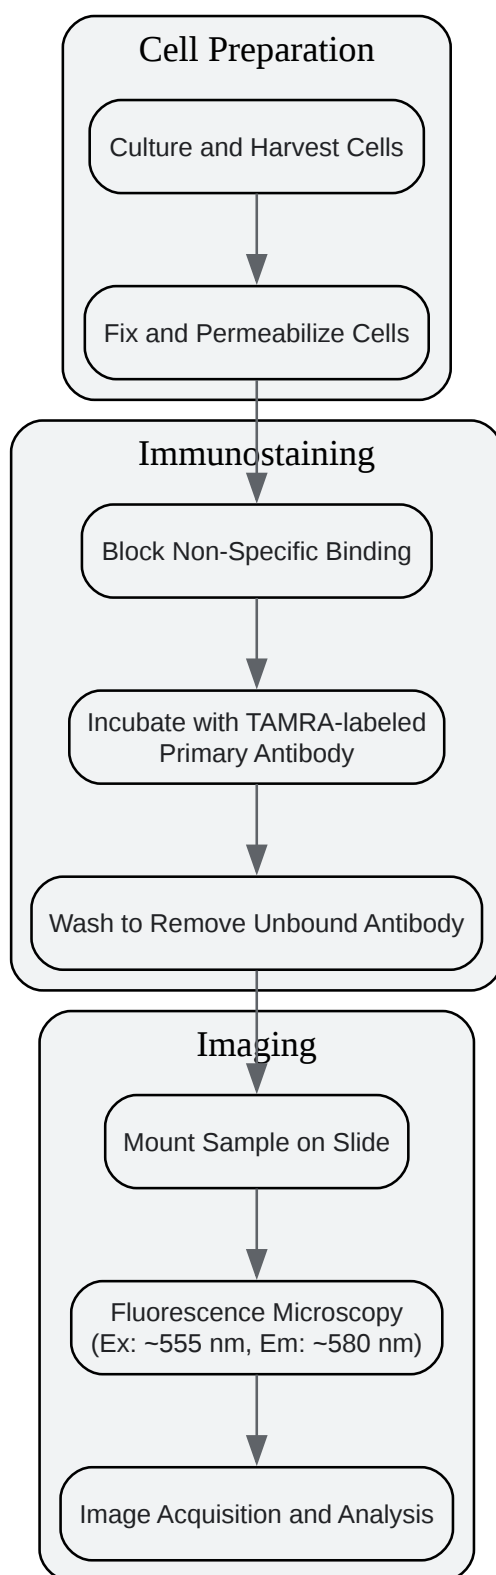 Cell Preparation
Culture and Harvest Cells
Fix and Permeabilize Cells
Immunostaining
Block Non-Specific Binding
Incubate with TAMRA-labeled
Primary Antibody
Wash to Remove Unbound Antibody
Imaging
Mount Sample on Slide
Fluorescence Microscopy
(Ex: ~555 nm, Em: ~580 nm)
Image Acquisition and Analysis